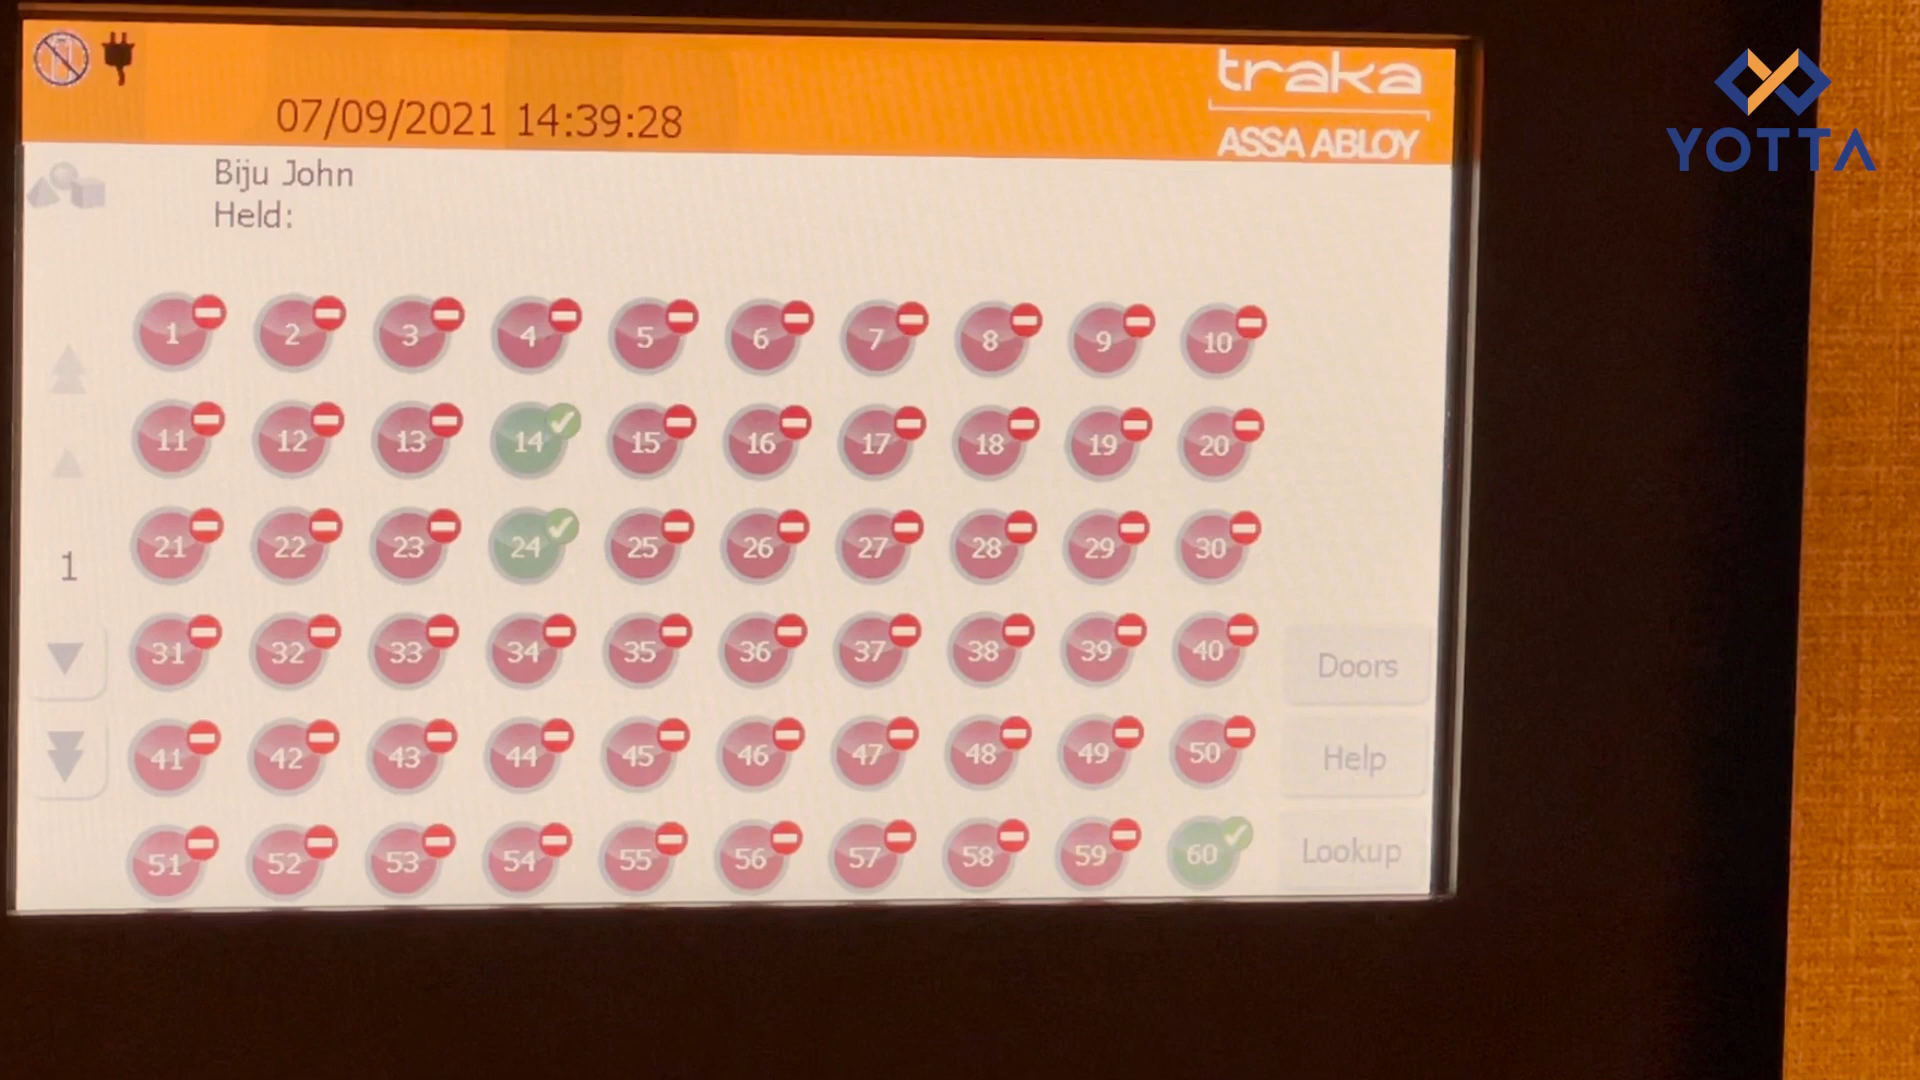 07/09/2021 14:39:28
traka
ASSA ABLOY
YOTTA
Biju John
Held:
1 2 3 4 5 6 7 8 9 10
11 12 13 14 15 16 17 18 19 20
21 22 23 24 25 26 27 28 29 30
1
31 32 33 34 35 36 37 38 39 40
Doors
41 42 43 44 45 46 47 48 49 50
Help
51 52 53 54 55 56 57 58 59 60
Lookup